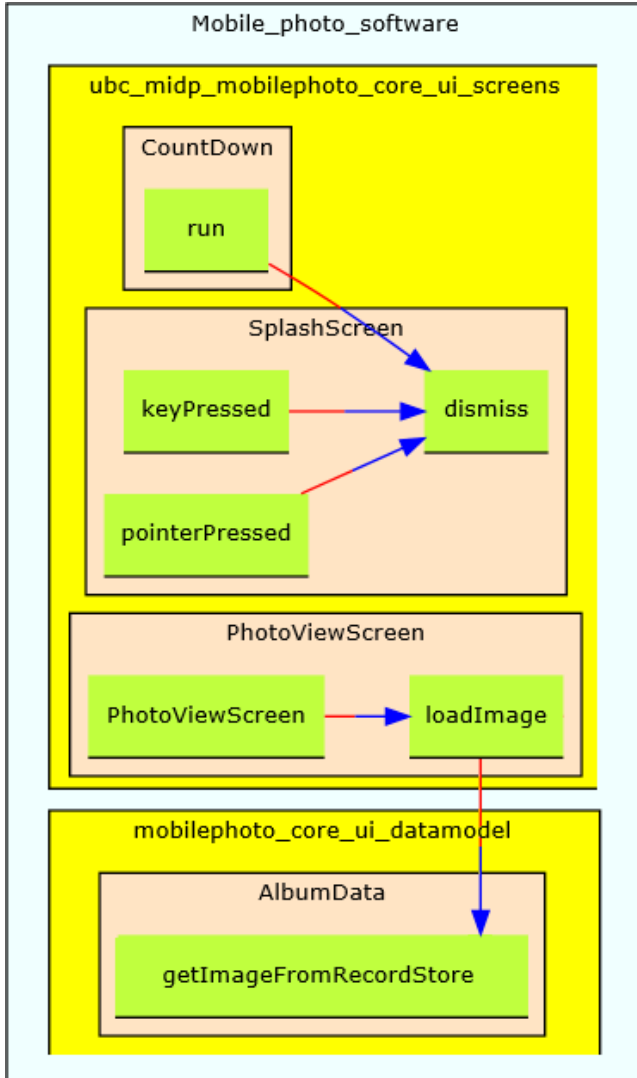 Mobile_photo_software
ubc_midp_mobilephoto_core_ui_screens
CountDown
run
SplashScreen
keyPressed
dismiss
pointerPressed
PhotoViewScreen
PhotoViewScreen
loadImage
mobilephoto_core_ui_datamodel
AlbumData
getImageFromRecordStore